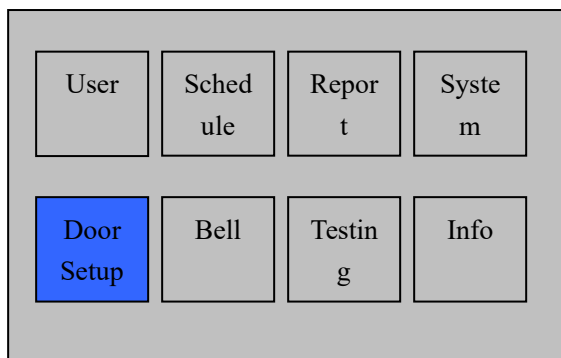 User
Sched
ule
Repor
t
Syste
m
Door
Setup
Bell
Testin
g
Info